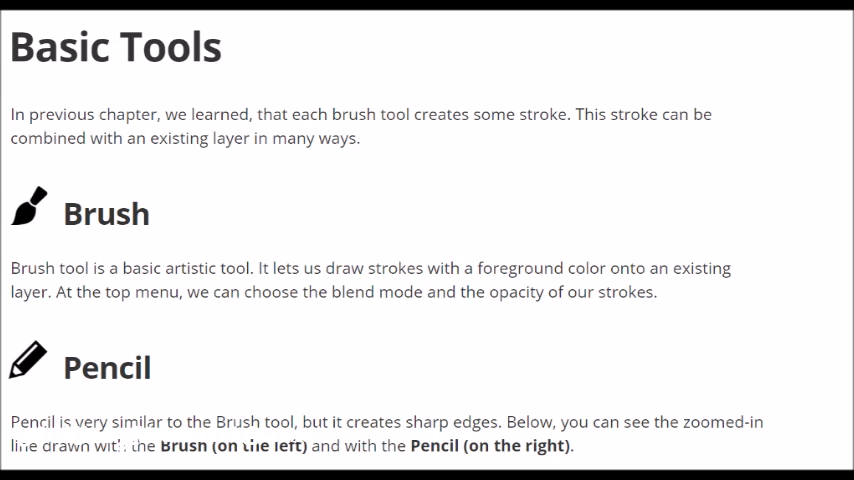 Basic Tools
In previous chapter, we learned, that each brush tool creates some stroke. This stroke can be
combined with an existing layer in many ways.
Brush
Brush tool is a basic artistic tool. It lets us draw strokes with a foreground color onto an existing
layer. At the top menu, we can choose the blend mode and the opacity of our strokes.
Pencil
Pencil is very similar to the Brush tool, but it creates sharp edges. Below, you can see the zoomed-in
line drawn with the Brush (on the left) and with the Pencil (on the right).